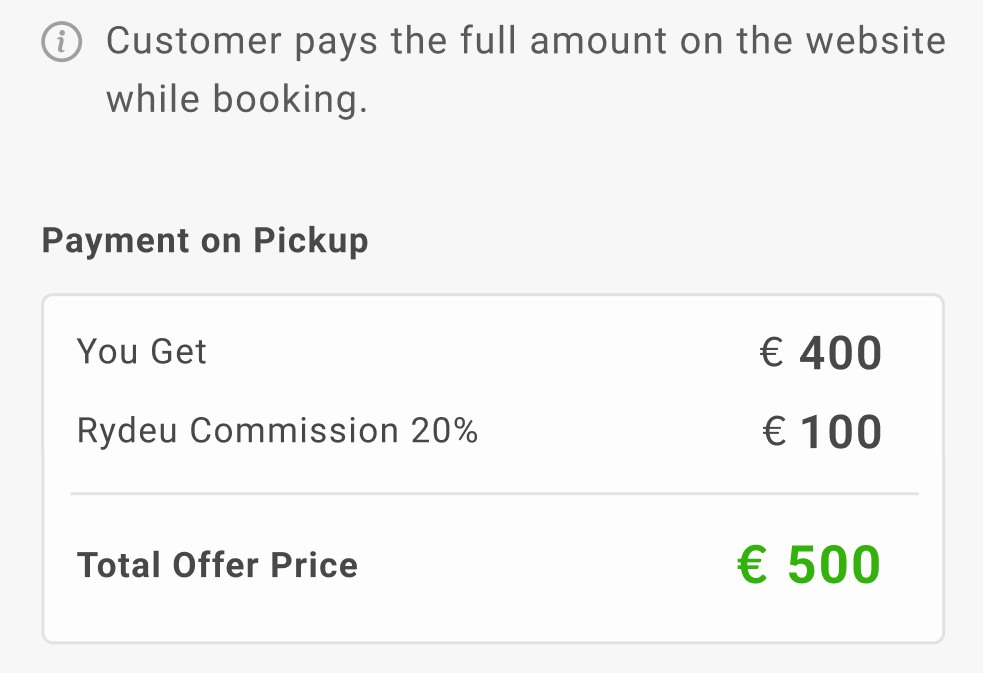 Customer pays the full amount on the website
while booking.
Payment on Pickup
You Get € 400
Rydeu Commission 20% € 100
Total Offer Price € 500